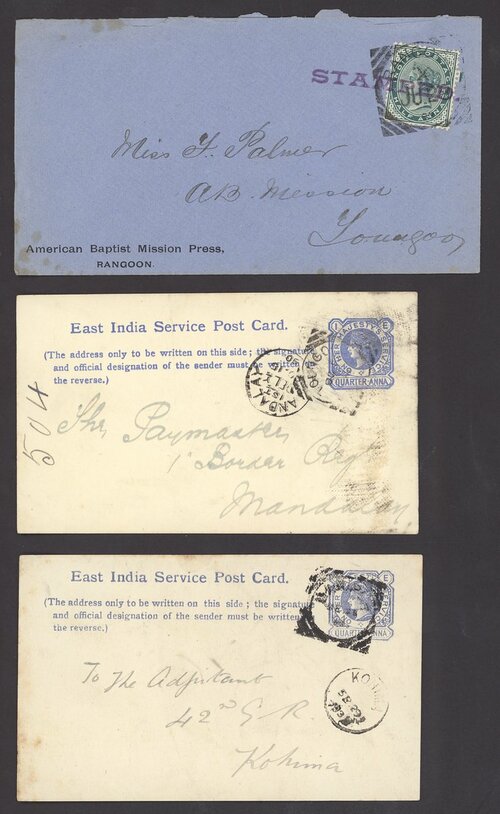 STAMPED.
Miss F. Palmer
A.B. Mission
Toungoo
American Baptist Mission Press,
RANGOON.
East India Service Post Card.
(The address only to be written on this side ; the signature
and official designation of the sender must be written
the reverse.)
QUARTER-ANNA
504
The Paymaster
1 Border Regt
Mandalay
East India Service Post Card.
(The address only to be written on this side ; the signature
and official designation of the sender must be written
the reverse.)
QUARTER-ANNA
To The Adjutant
42nd G. R.
Kohima